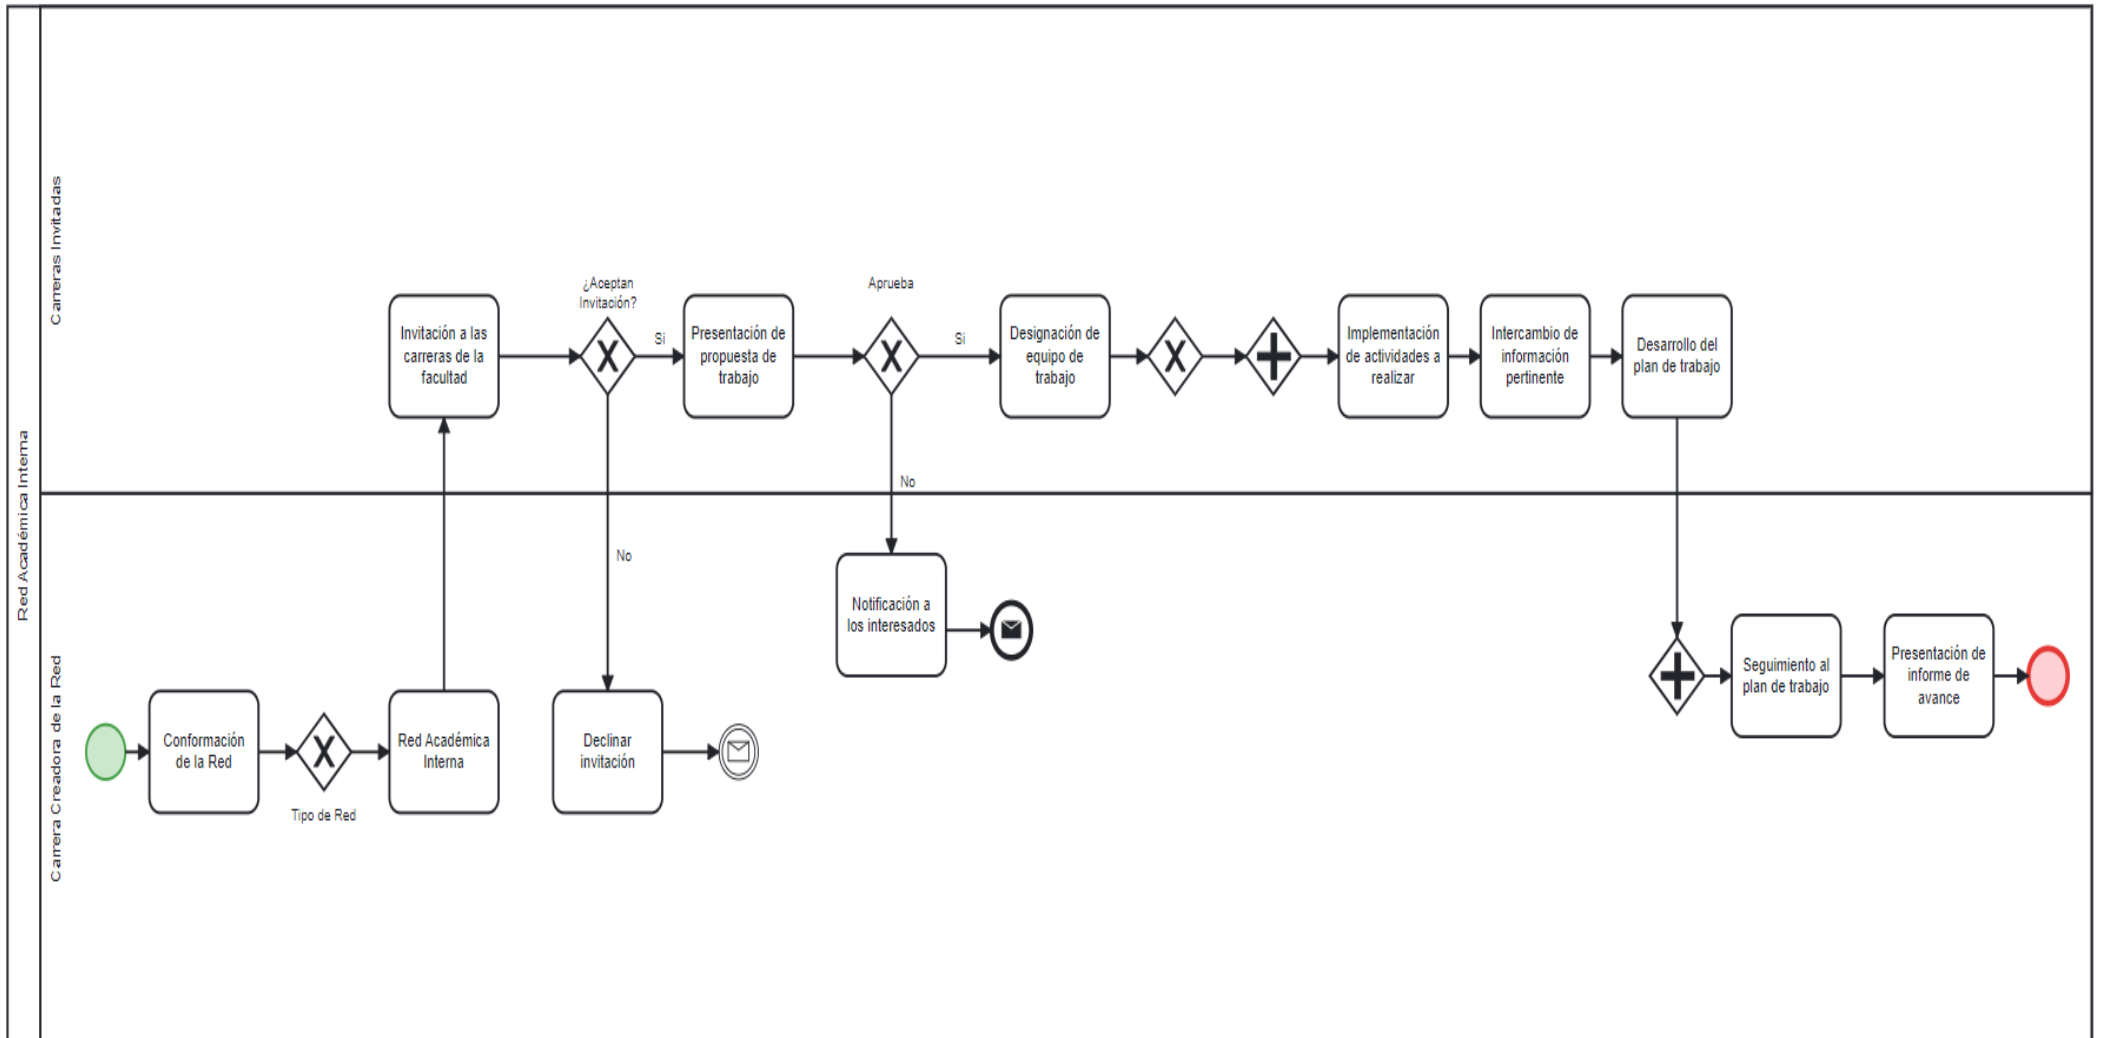 Red Académica Interna
Carreras Invitadas
Invitación a las
carreras de la
facultad
¿Aceptan
Invitación?
Si
Presentación de
propuesta de
trabajo
Aprueba
Si
Designación de
equipo de
trabajo
Implementación
de actividades a
realizar
Intercambio de
información
pertinente
Desarrollo del
plan de trabajo
No
No
Carrera Creadora de la Red
Conformación
de la Red
Tipo de Red
Red Académica
Interna
Declinar
invitación
Notificación a
los interesados
Seguimiento al
plan de trabajo
Presentación de
informe de
avance